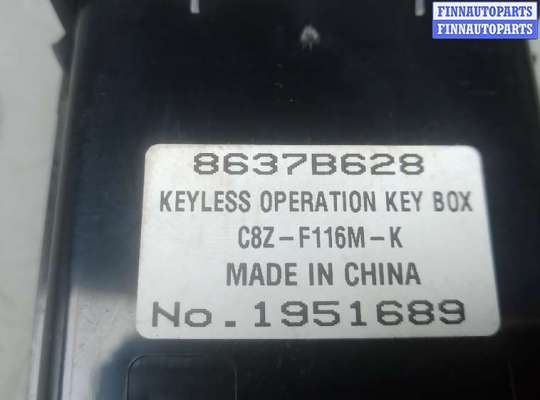 FINNAUTOPARTS
FINNAUTOPARTS
8637B628
KEYLESS OPERATION KEY BOX
C8Z-F116M-K
MADE IN CHINA
No.1951689